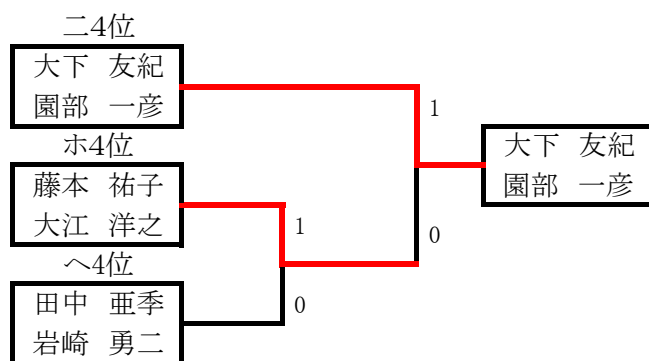 ニ4位
大下 友紀
園部 一彦
1
大下 友紀
園部 一彦
ホ4位
藤本 祐子
大江 洋之
1
0
ヘ4位
田中 亜季
岩崎 勇二
0